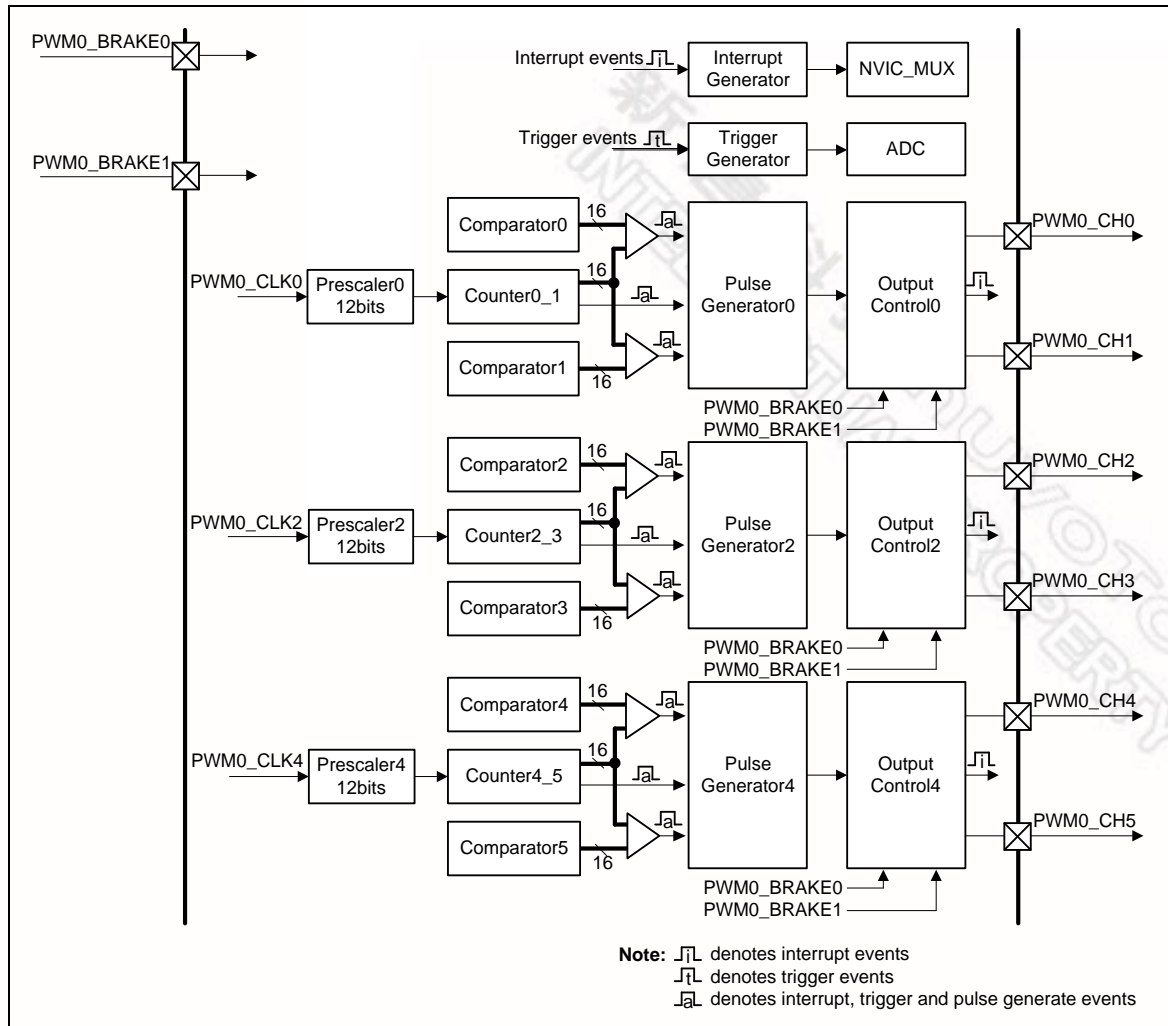 PWM0_BRAKE0
PWM0_BRAKE1
Interrupt events
i
Interrupt
Generator
NVIC_MUX
Trigger events
t
Trigger
Generator
ADC
Comparator0
16
a
PWM0_CLK0
Prescaler0
12bits
Counter0_1
16
a
Comparator1
16
a
Pulse
Generator0
Output
Control0
PWM0_CH0
i
PWM0_CH1
PWM0_BRAKE0
PWM0_BRAKE1
Comparator2
16
a
PWM0_CLK2
Prescaler2
12bits
Counter2_3
16
a
Comparator3
16
a
Pulse
Generator2
Output
Control2
PWM0_CH2
i
PWM0_CH3
PWM0_BRAKE0
PWM0_BRAKE1
Comparator4
16
a
PWM0_CLK4
Prescaler4
12bits
Counter4_5
16
a
Comparator5
16
a
Pulse
Generator4
Output
Control4
PWM0_CH4
i
PWM0_CH5
PWM0_BRAKE0
PWM0_BRAKE1
Note: i denotes interrupt events
t denotes trigger events
a denotes interrupt, trigger and pulse generate events